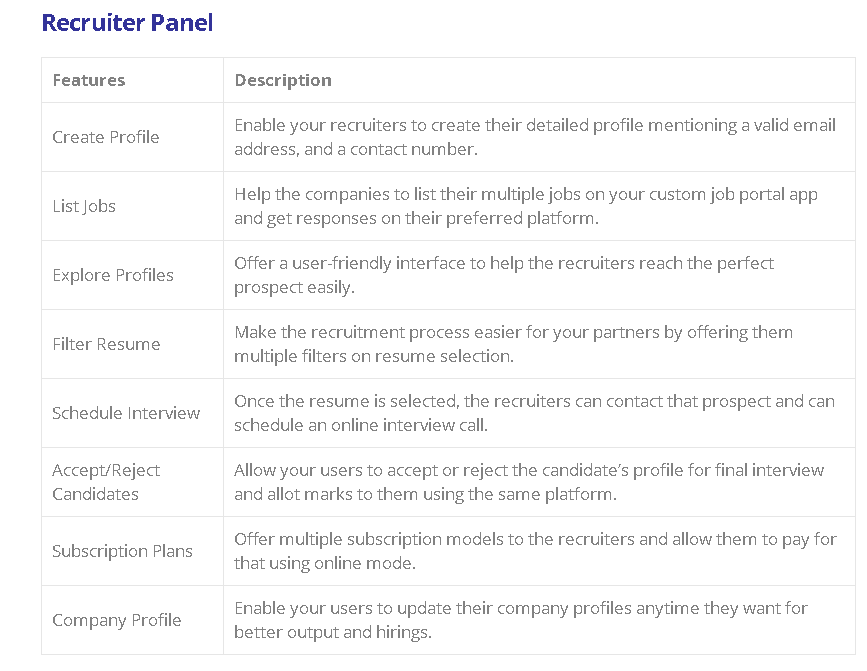 Recruiter Panel
Features
Description
Create Profile
Enable your recruiters to create their detailed profile mentioning a valid email
address, and a contact number.
List Jobs
Help the companies to list their multiple jobs on your custom job portal app
and get responses on their preferred platform.
Explore Profiles
Offer a user-friendly interface to help the recruiters reach the perfect
prospect easily.
Filter Resume
Make the recruitment process easier for your partners by offering them
multiple filters on resume selection.
Schedule Interview
Once the resume is selected, the recruiters can contact that prospect and can
schedule an online interview call.
Accept/Reject
Candidates
Allow your users to accept or reject the candidate’s profile for final interview
and allot marks to them using the same platform.
Subscription Plans
Offer multiple subscription models to the recruiters and allow them to pay for
that using online mode.
Company Profile
Enable your users to update their company profiles anytime they want for
better output and hirings.